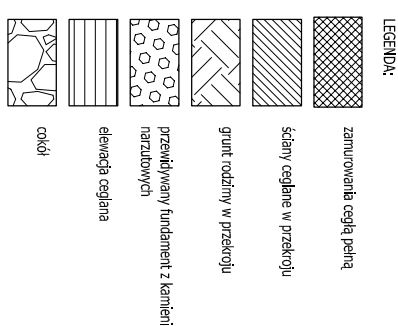 LEGENDA:
zamurowania cegłą pełną
ściany ceglane w przekroju
grunt rodzimy w przekroju
przewidywany fundament z kamieni
narzutowych
elewacja ceglana
cokół